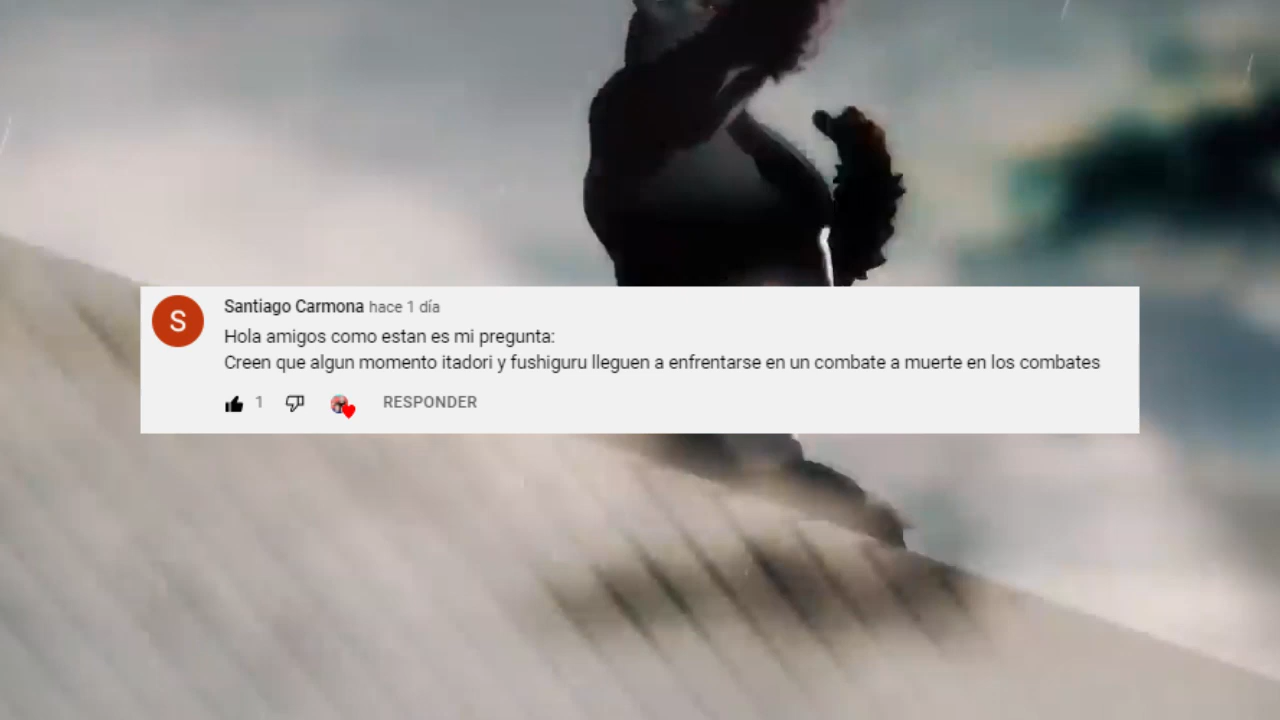 S
Santiago Carmona hace 1 día
Hola amigos como estan es mi pregunta:
Creen que algun momento itadori y fushiguru lleguen a enfrentarse en un combate a muerte en los combates
1 RESPONDER